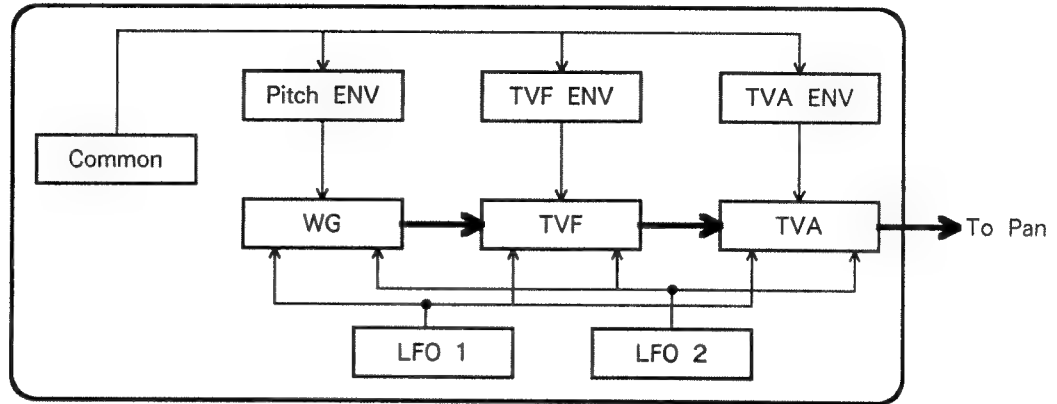 Pitch ENV
TVF ENV
TVA ENV
Common
WG
TVF
TVA
To Pan
LFO 1
LFO 2